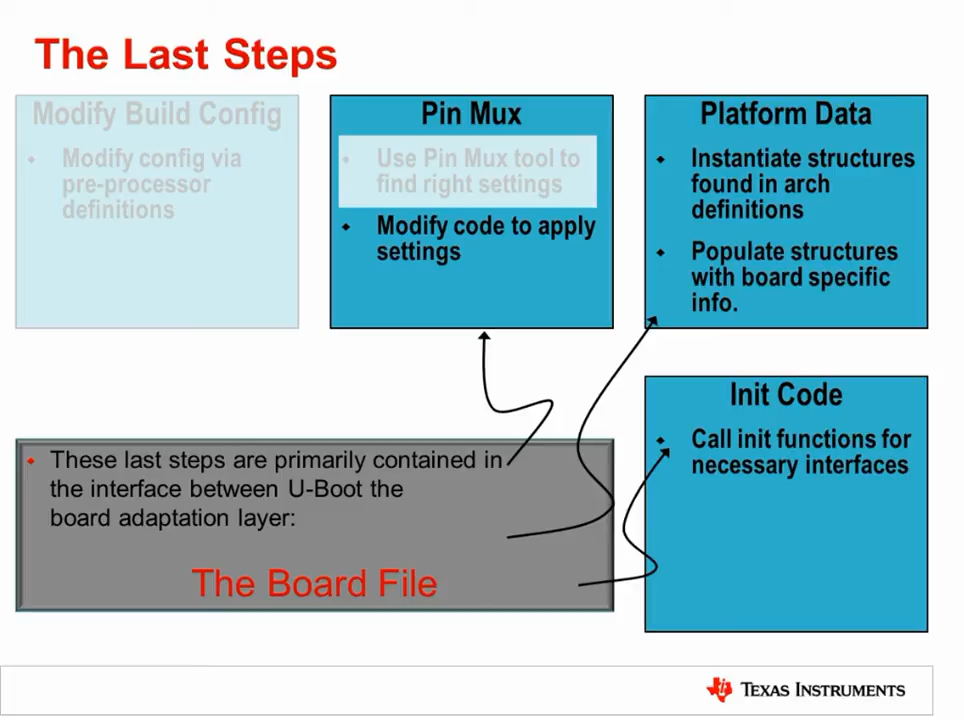 The Last Steps
Modify Build Config
Modify config via
pre-processor
definitions
Pin Mux
Use Pin Mux tool to
find right settings
Modify code to apply
settings
Platform Data
Instantiate structures
found in arch
definitions
Populate structures
with board specific
info.
Init Code
Call init functions for
necessary interfaces
These last steps are primarily contained in
the interface between U-Boot the
board adaptation layer:
The Board File
TEXAS INSTRUMENTS